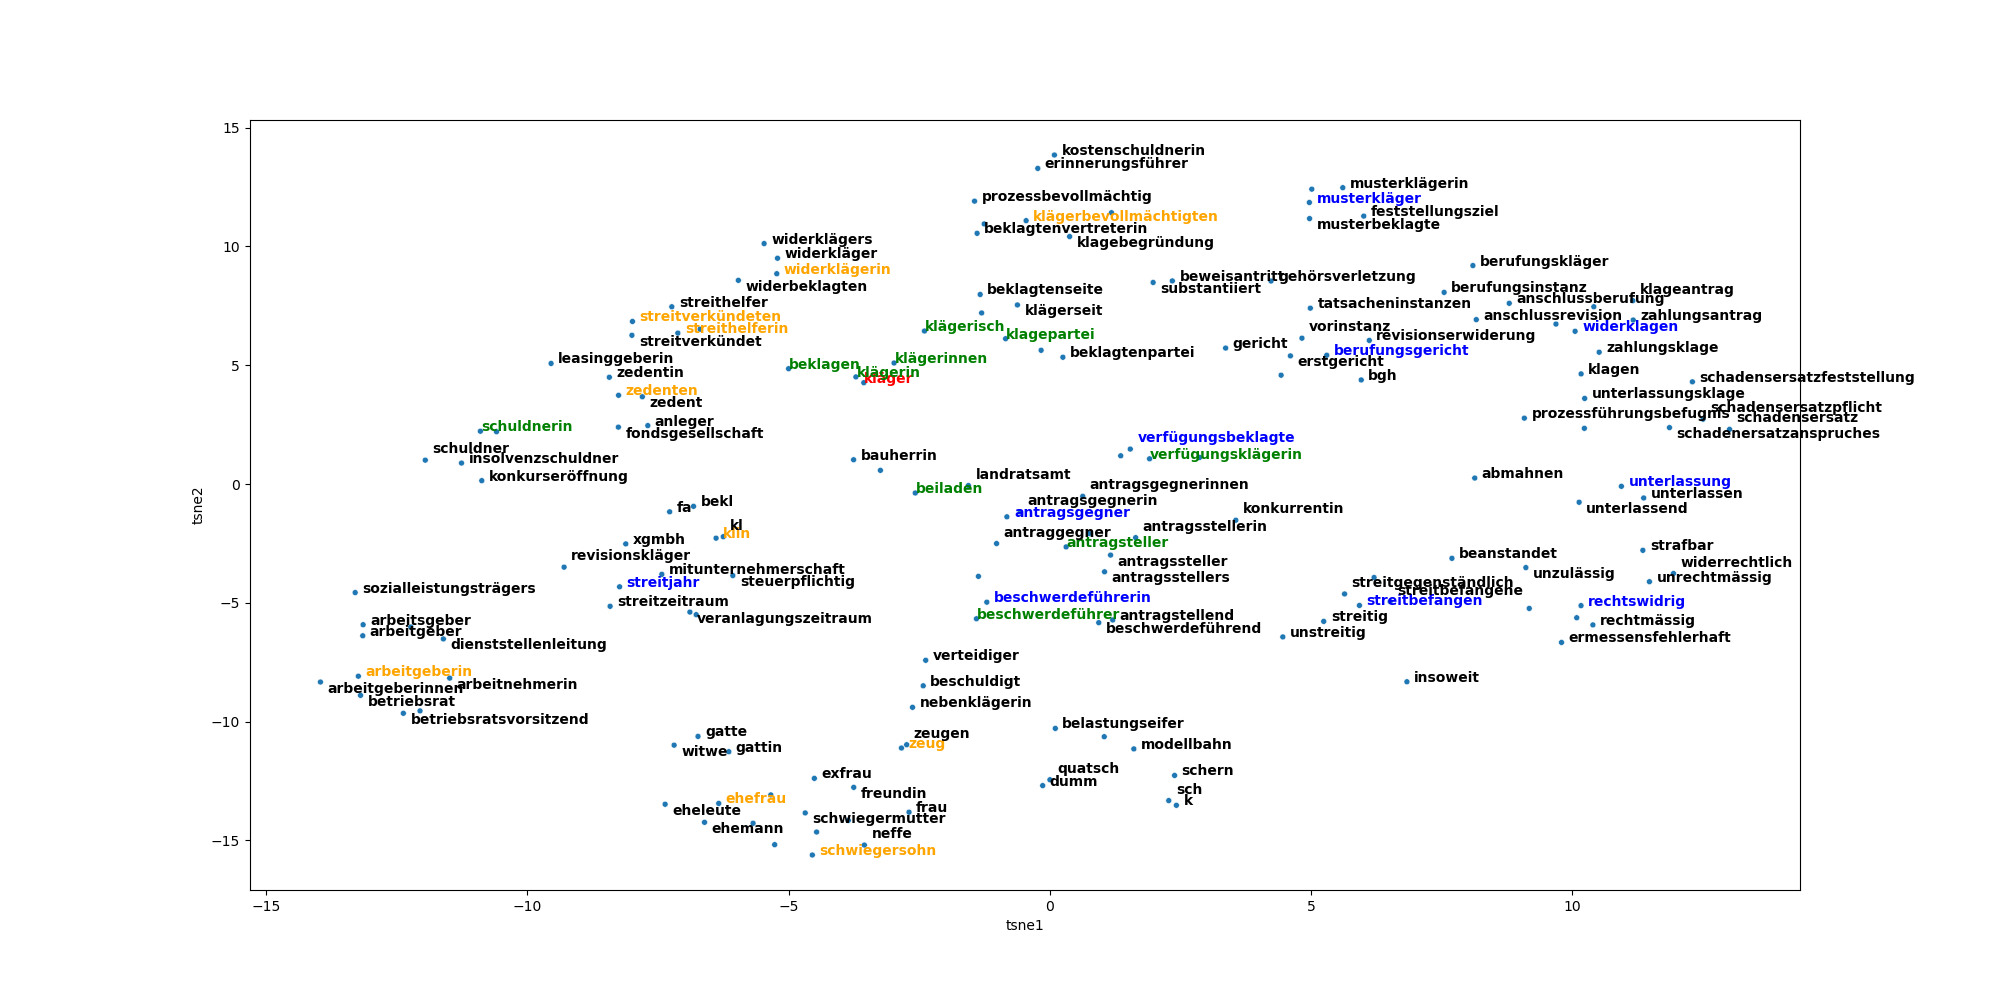 kostenschuldnerin
erinnerungsführer
musterklägerin
prozessbevollmächtig
musterkläger
feststellungsziel
klägerbevollmächtigten
musterbeklagte
beklagtenvertreterin
klagebegründung
widerklägers
widerkläger
berufungskläger
widerklägerin
beweisantritt
gehörsverletzung
widerbeklagten
substantiiert
berufungsinstanz
klageantrag
beklagtenseite
anschlussberufung
streithelfer
klägerseit
tatsacheninstanzen
streitverkündeten
anschlussrevision
zahlungsantrag
streithelferin
klägerisch
vorinstanz
widerklagen
streitverkündet
klagepartei
revisionserwiderung
gericht
beklagtenpartei
berufungsgericht
zahlungsklage
leasinggeberin
klägerinnen
erstgericht
beklagen
zedentin
klägerin
kläger
bgh
klagen
schadensersatzfeststellung
zedenten
zedent
unterlassungsklage
schadensersatzpflicht
prozessführungsbefugnis
schadensersatz
anleger
schuldnerin
fondsgesellschaft
schadenersatzanspruches
verfügungsbeklagte
verfügungsklägerin
schuldner
insolvenzschuldner
bauherrin
konkurseröffnung
landratsamt
abmahnen
beiladen
antragsgegnerinnen
unterlassung
unterlassen
bekl
antragsgegnerin
fa
konkurrentin
unterlassend
antragsgegner
kl
klin
antragsstellerin
antraggegner
xgmbh
antragsteller
strafbar
revisionskläger
beanstandet
mitunternehmerschaft
antragssteller
widerrechtlich
unzulässig
steuerpflichtig
antragsstellers
unrechtmässig
streitjahr
streitgegenständlich
sozialleistungsträgers
streitbefangene
beschwerdeführerin
streitbefangen
rechtswidrig
streitzeitraum
veranlagungszeitraum
beschwerdeführer
antragstellend
streitig
rechtmässig
arbeitsgeber
beschwerdeführend
arbeitgeber
unstreitig
ermessensfehlerhaft
dienststellenleitung
verteidiger
arbeitgeberin
insoweit
arbeitgeberinnen
arbeitnehmerin
beschuldigt
betriebsrat
nebenklägerin
betriebsratsvorsitzend
belastungseifer
gatte
zeugen
zeug
modellbahn
witwe
gattin
quatsch
schern
exfrau
dumm
freundin
sch
ehefrau
k
eheleute
frau
schwiegermutter
ehemann
neffe
schwiegersohn
15
10
5
0
−5
−10
−15
tsne2
−15
−10
−5
0
5
10
tsne1